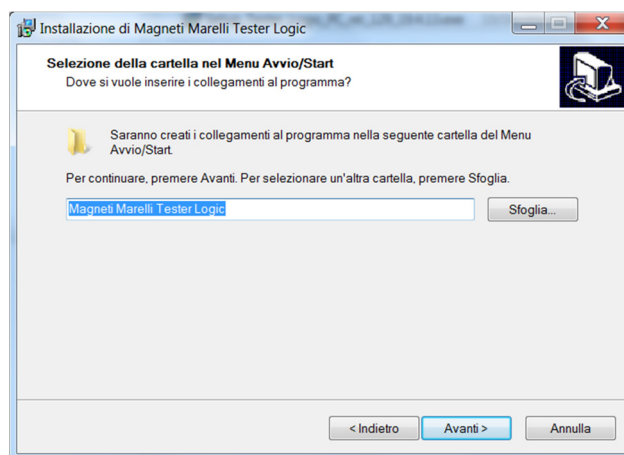 Installazione di Magneti Marelli Tester Logic
Selezione della cartella nel Menu Avvio/Start
Dove si vuole inserire i collegamenti al programma?
Saranno creati i collegamenti al programma nella seguente cartella del Menu
Avvio/Start.
Per continuare, premere Avanti. Per selezionare un'altra cartella, premere Sfoglia.
Magneti Marelli Tester Logic
Sfoglia...
< Indietro
Avanti >
Annulla